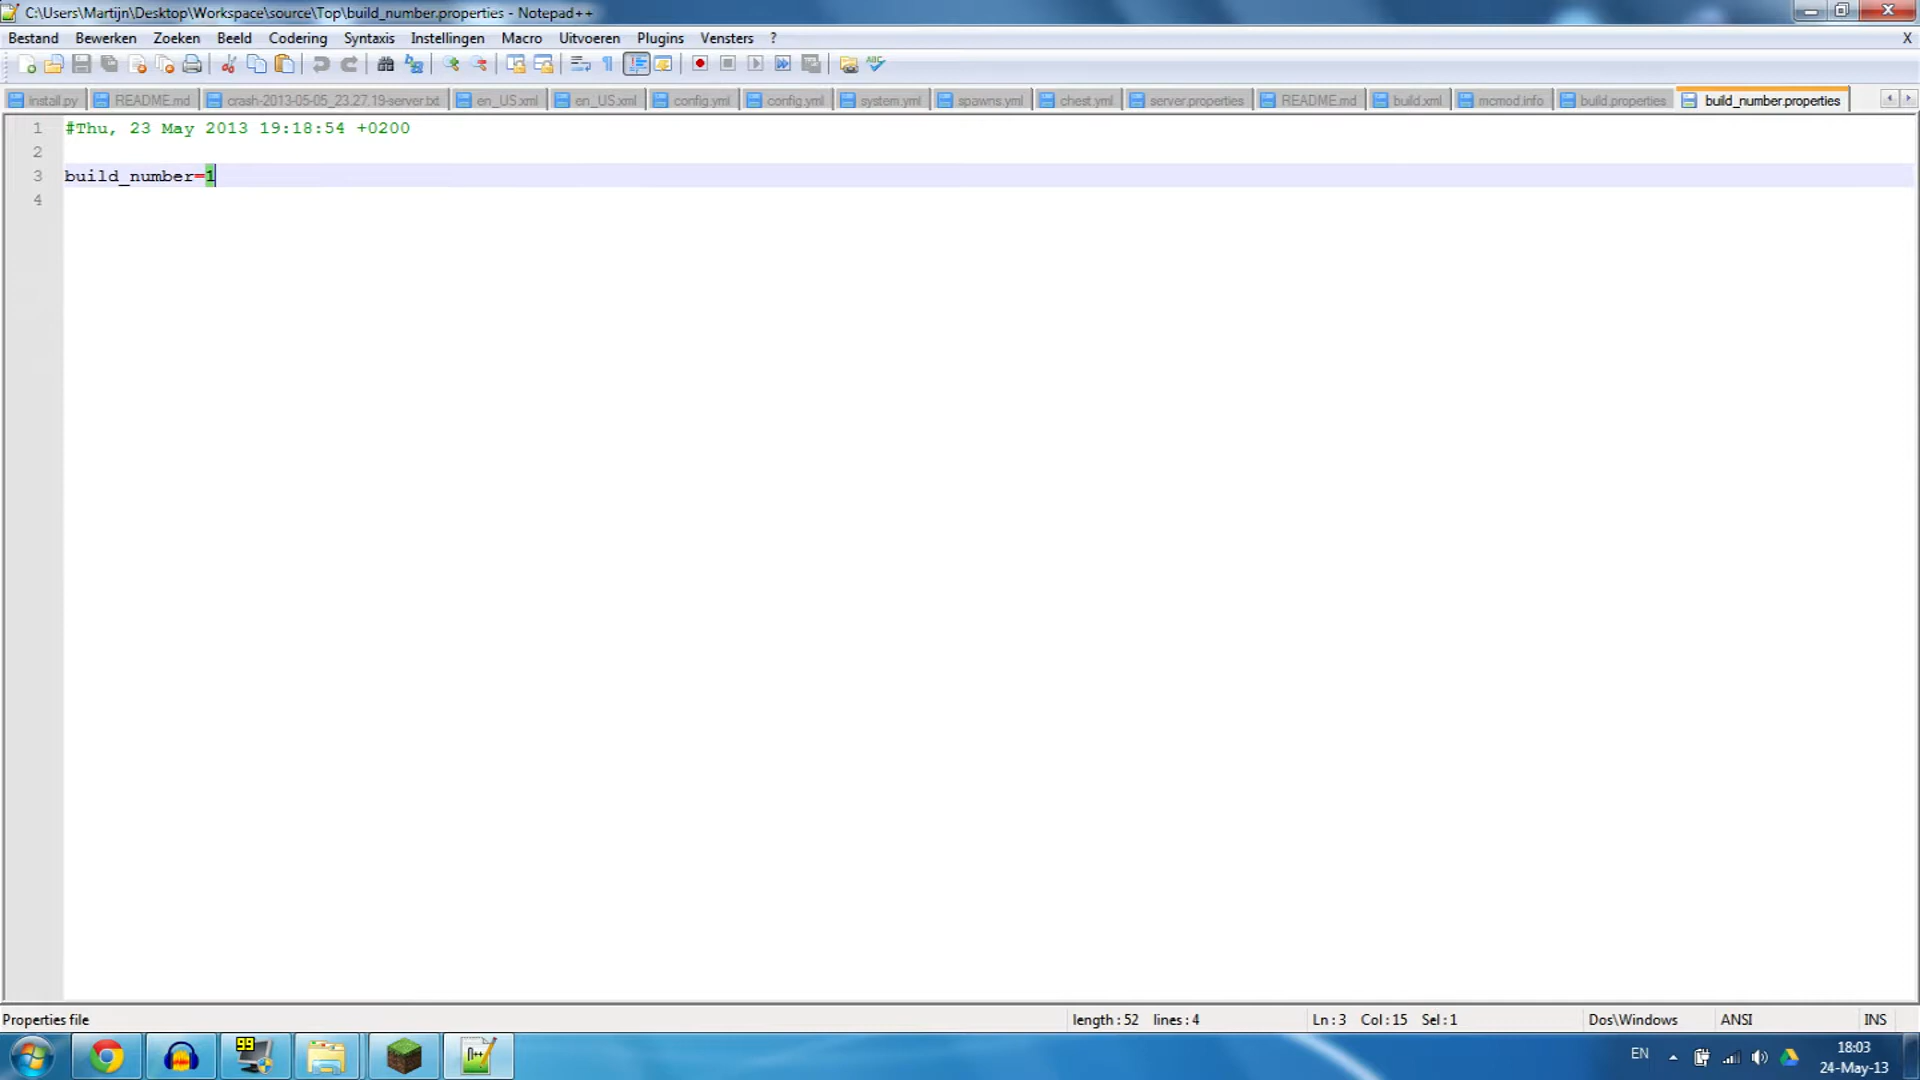 C:\Users\Martijn\Desktop\Workspace\source\Top\build_number.properties - Notepad++
Bestand Bewerken Zoeken Beeld Codering Syntaxis Instellingen Macro Uitvoeren Plugins Vensters ? X
install.py README.md crash-2013-05-05_23.27.19-server.txt en_US.xml en_US.xml config.yml config.yml system.yml spawns.yml chest.yml server.properties README.md build.xml mcmod.info build.properties build_number.properties
1 #Thu, 23 May 2013 19:18:54 +0200
2
3 build_number=1
4
Properties file length : 52 lines : 4 Ln : 3 Col : 15 Sel : 1 Dos\Windows ANSI INS
99
EN 18:03
24-May-13